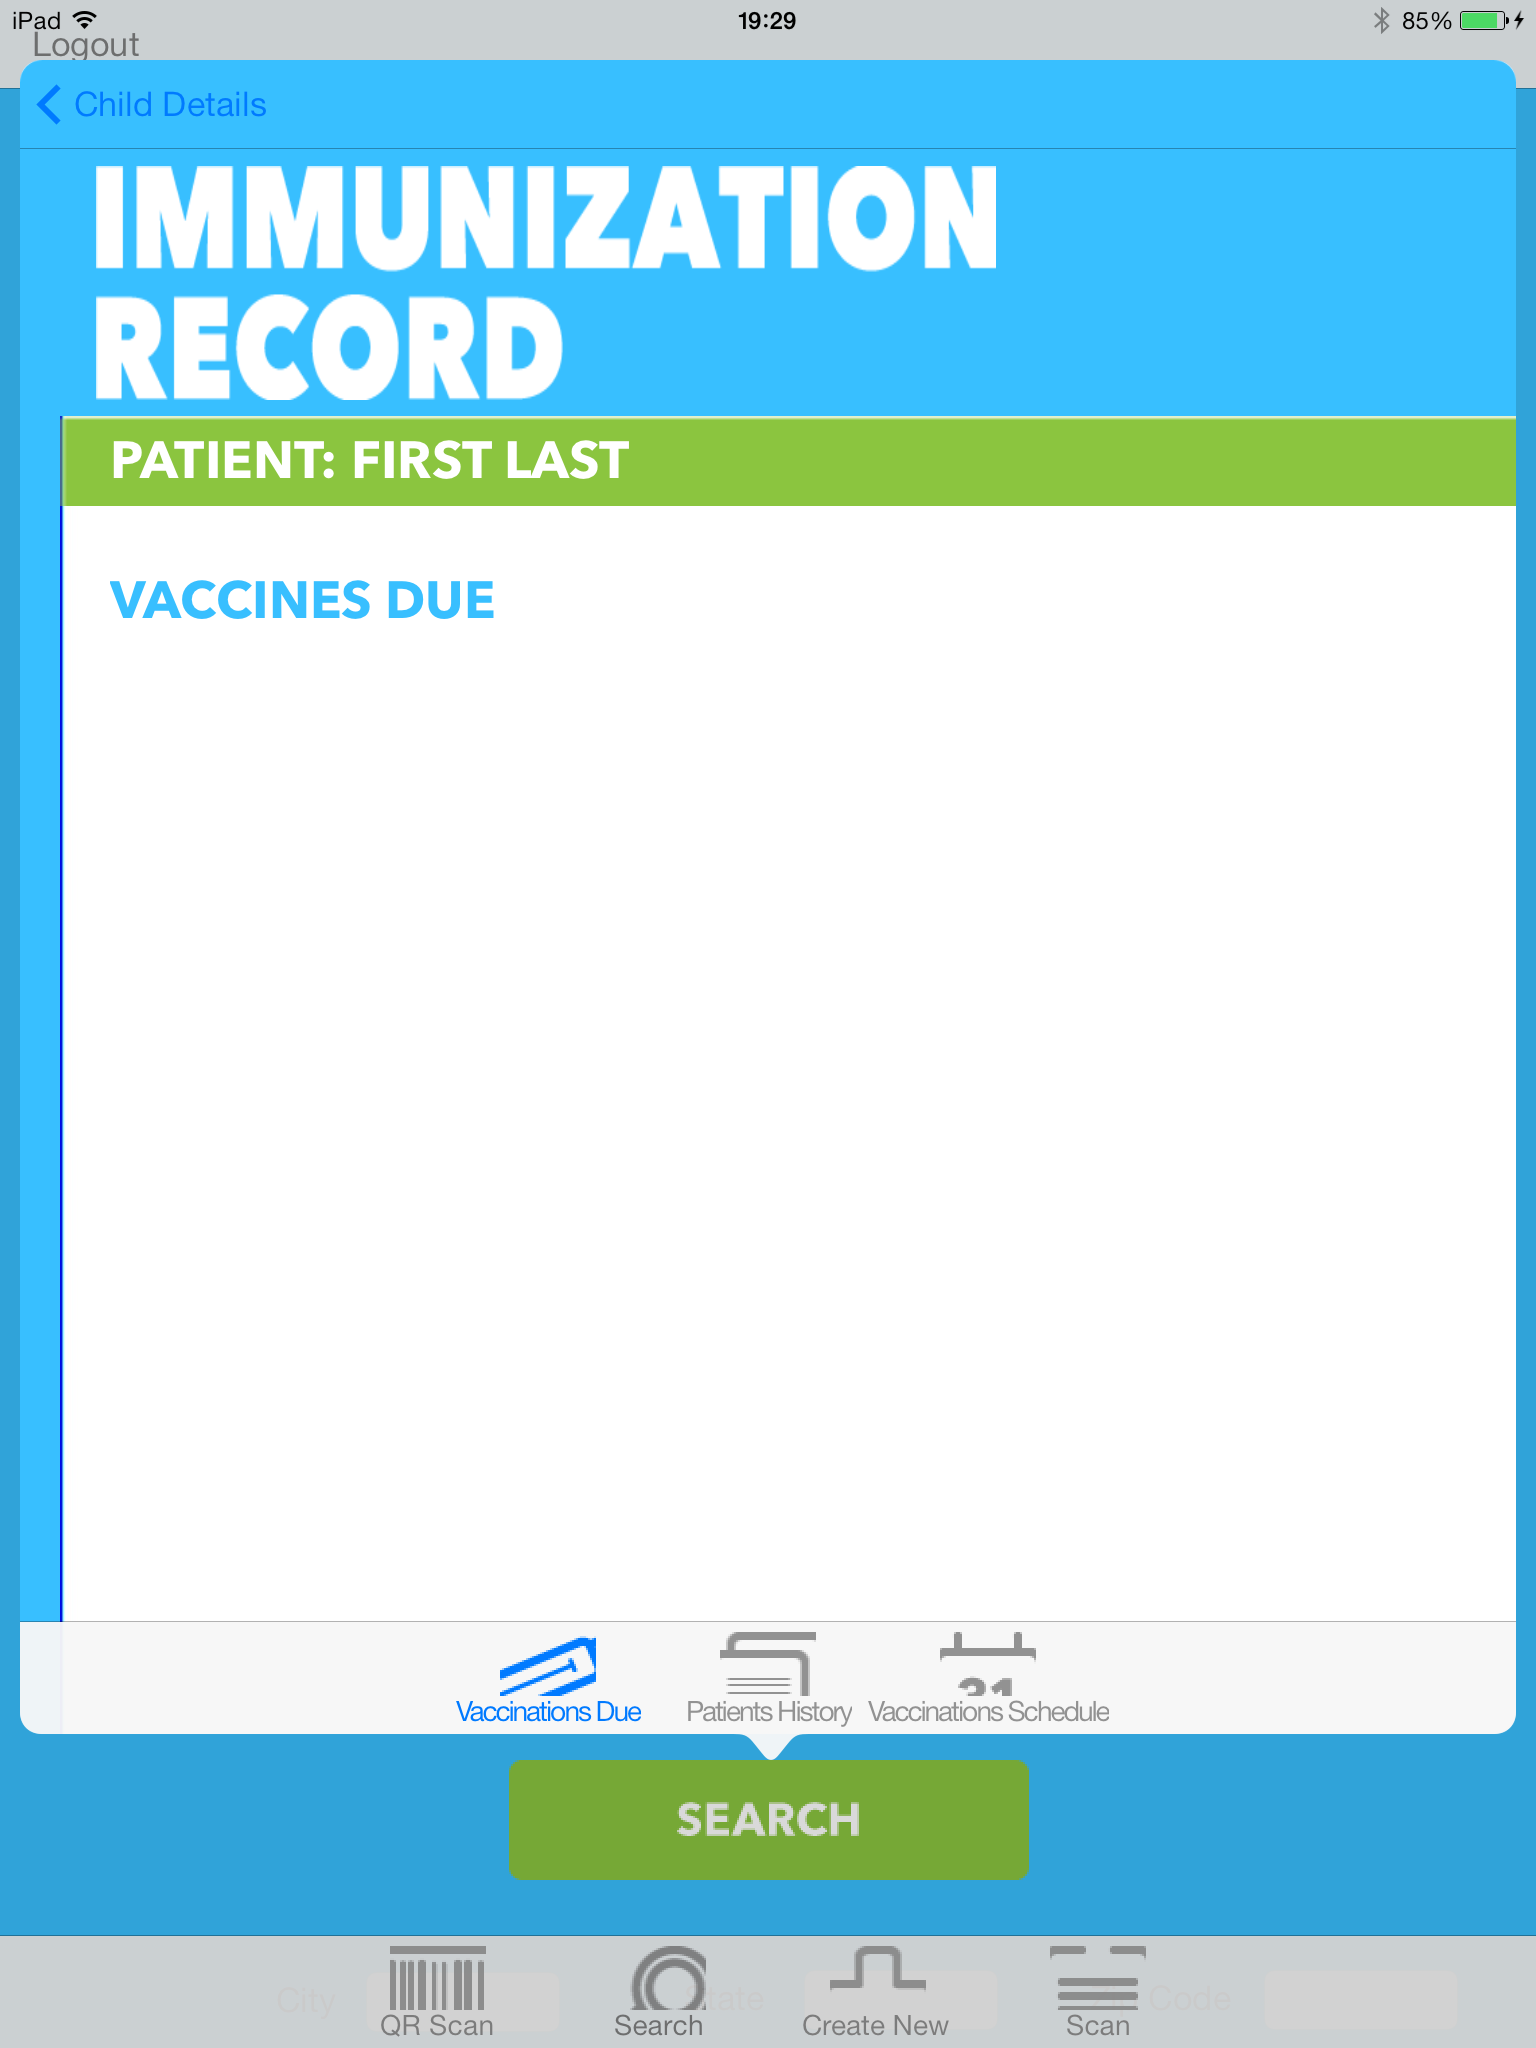 iPad 19:29 85%
Logout
Child Details
IMMUNIZATION
RECORD
PATIENT: FIRST LAST
VACCINES DUE
31
Vaccinations Due Patients History Vaccinations Schedule
SEARCH
City State Code
QR Scan Search Create New Scan